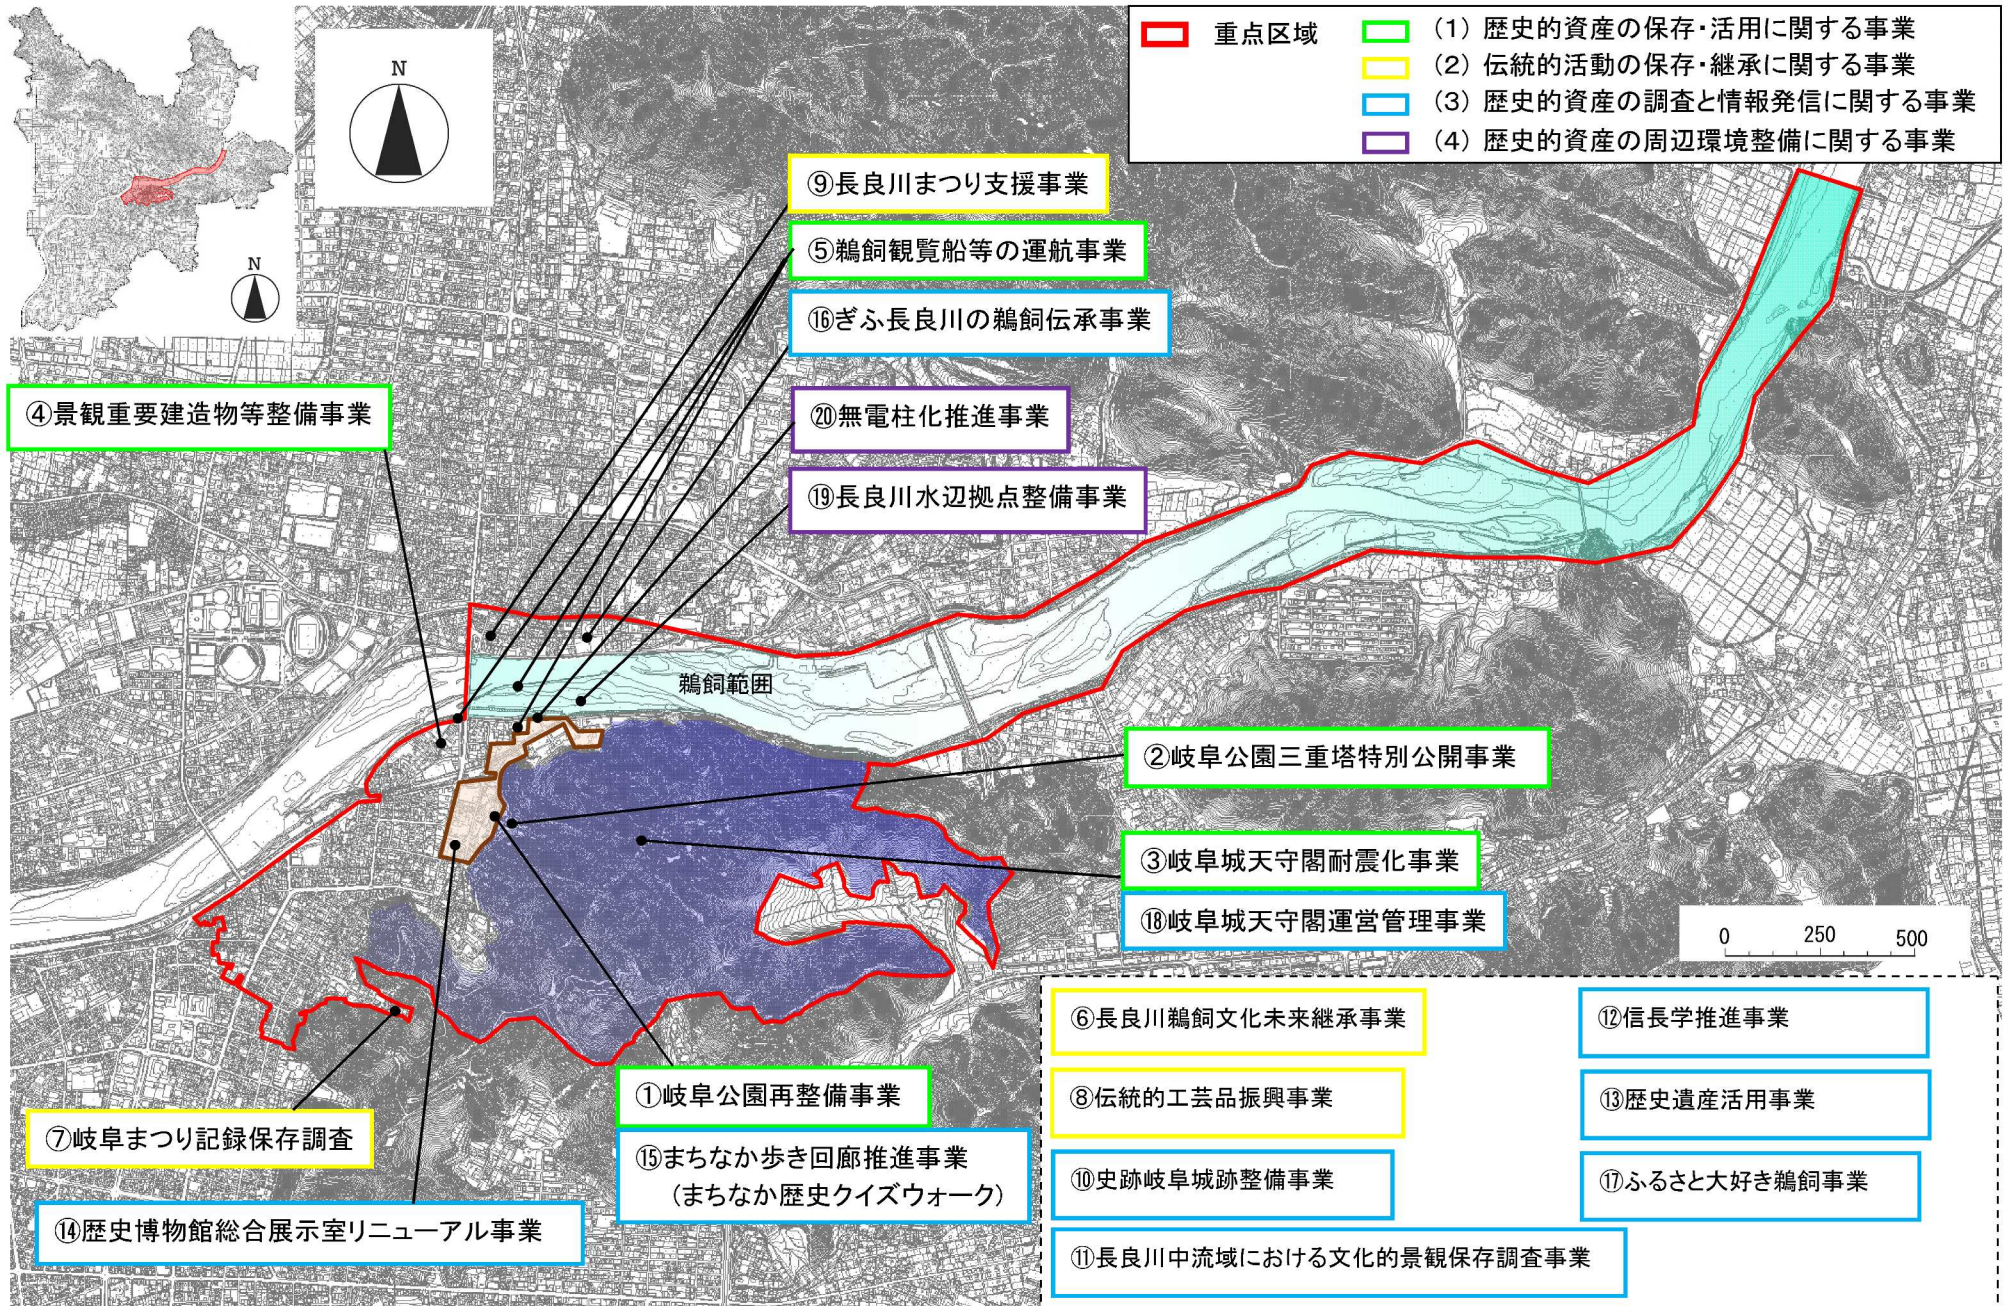 N
N
重点区域
(1) 歴史的資産の保存・活用に関する事業
(2) 伝統的活動の保存・継承に関する事業
(3) 歴史的資産の調査と情報発信に関する事業
(4) 歴史的資産の周辺環境整備に関する事業
⑨長良川まつり支援事業
⑤鵜飼観覧船等の運航事業
⑯ぎふ長良川の鵜飼伝承事業
④景観重要建造物等整備事業
⑳無電柱化推進事業
⑲長良川水辺拠点整備事業
鵜飼範囲
②岐阜公園三重塔特別公開事業
③岐阜城天守閣耐震化事業
⑱岐阜城天守閣運営管理事業
0 250 500
①岐阜公園再整備事業
⑮まちなか歩き回廊推進事業
(まちなか歴史クイズウォーク)
⑦岐阜まつり記録保存調査
⑭歴史博物館総合展示室リニューアル事業
⑥長良川鵜飼文化未来継承事業
⑧伝統的工芸品振興事業
⑩史跡岐阜城跡整備事業
⑪長良川中流域における文化的景観保存調査事業
⑫信長学推進事業
⑬歴史遺産活用事業
⑰ふるさと大好き鵜飼事業